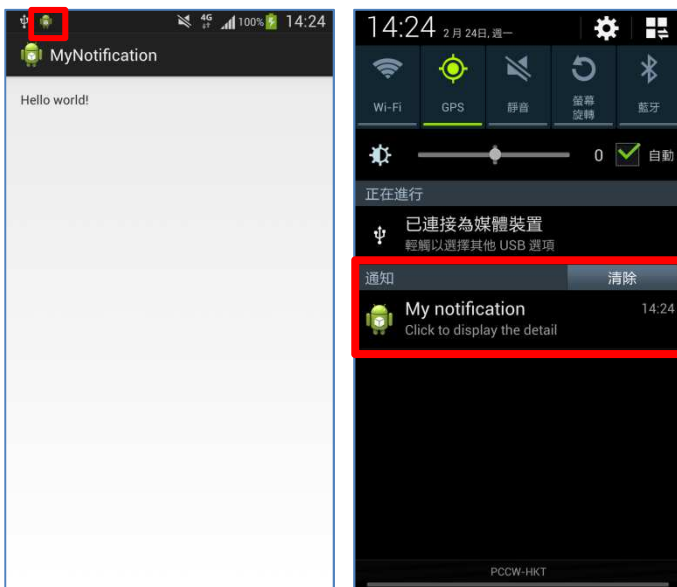 4G 100% 14:24
MyNotification
Hello world!
14:24 2 月 24日, 週一
Wi-Fi
GPS
靜音
螢幕
旋轉
藍牙
0 自動
正在進行
已連接為媒體裝置
輕觸以選擇其他 USB 選項
通知 清除
My notification 14:24
Click to display the detail
PCCW-HKT